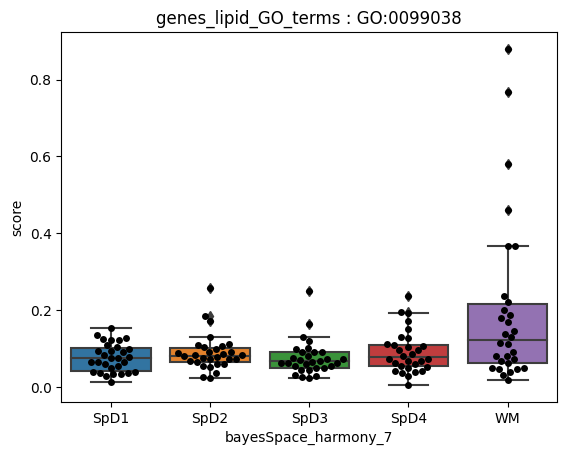 genes_lipid_GO_terms : GO:0099038
0.8
0.6
0.4
0.2
0.0
score
SpD1 SpD2 SpD3 SpD4 WM
bayesSpace_harmony_7